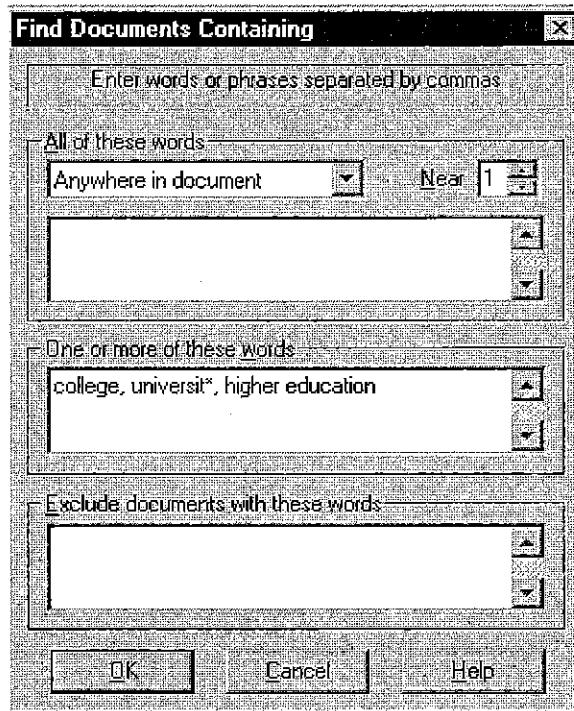 Find Documents Containing
Enter words or phrases separated by commas
All of these words
Anywhere in document
Near 1
One or more of these words
college, universit*, higher education
Exclude documents with these words
OK Cancel Help